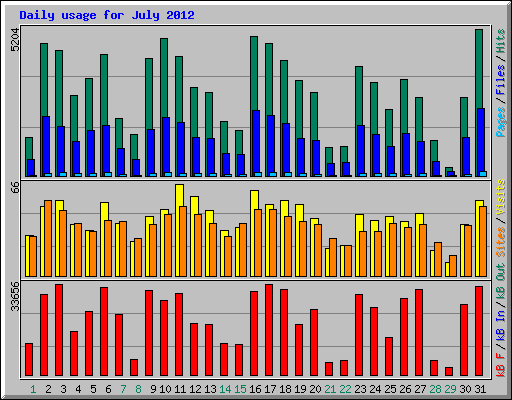 Daily usage for July 2012
5204
Pages / Files / Hits
66
Sites / Visits
33656
kB F / kB In / kB Out
1 2 3 4 5 6 7 8 9 10 11 12 13 14 15 16 17 18 19 20 21 22 23 24 25 26 27 28 29 30 31